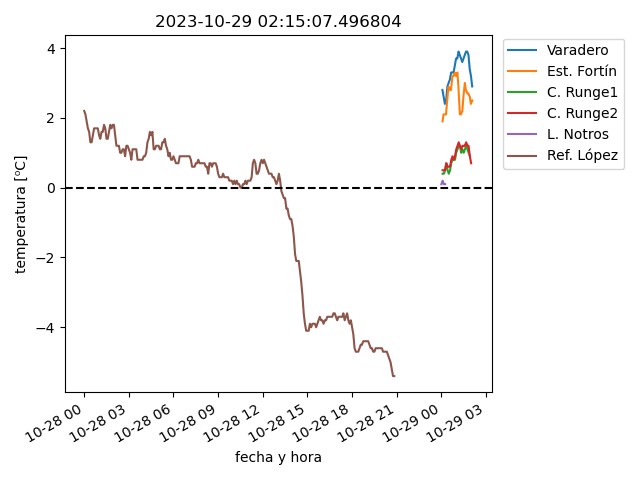 2023-10-29 02:15:07.496804
temperatura [ºC]
4
2
0
−2
−4
10-28 00
10-28 03
10-28 06
10-28 09
10-28 12
10-28 15
10-28 18
10-28 21
10-29 00
10-29 03
fecha y hora
Varadero
Est. Fortín
C. Runge1
C. Runge2
L. Notros
Ref. López